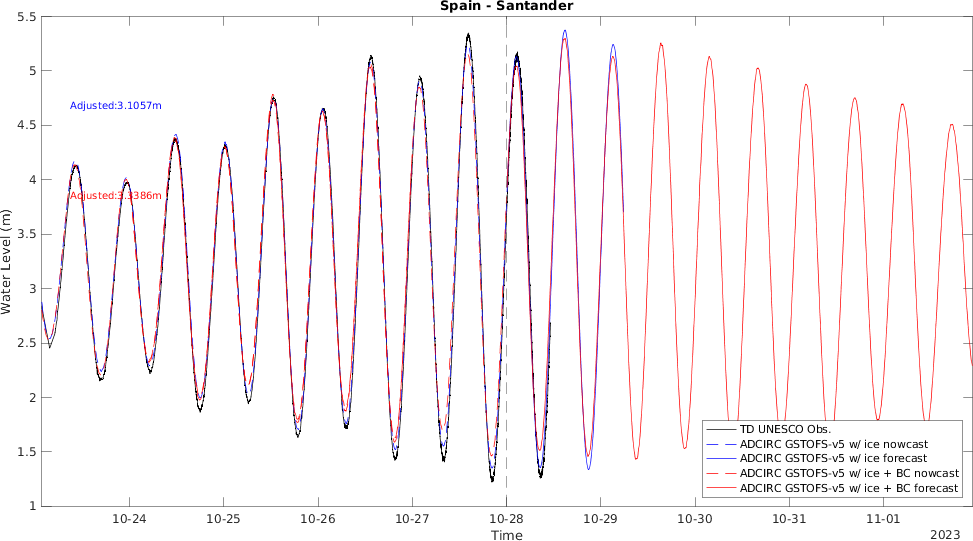 Spain - Santander
5.5
5
4.5
4
3.5
3
2.5
2
1.5
1
Water Level (m)
Adjusted:3.1057m
Adjusted:3.3386m
TD UNESCO Obs.
ADCIRC GSTOFS-v5 w/ ice nowcast
ADCIRC GSTOFS-v5 w/ ice forecast
ADCIRC GSTOFS-v5 w/ ice + BC nowcast
ADCIRC GSTOFS-v5 w/ ice + BC forecast
10-24 10-25 10-26 10-27 10-28 10-29 10-30 10-31 11-01
Time
2023